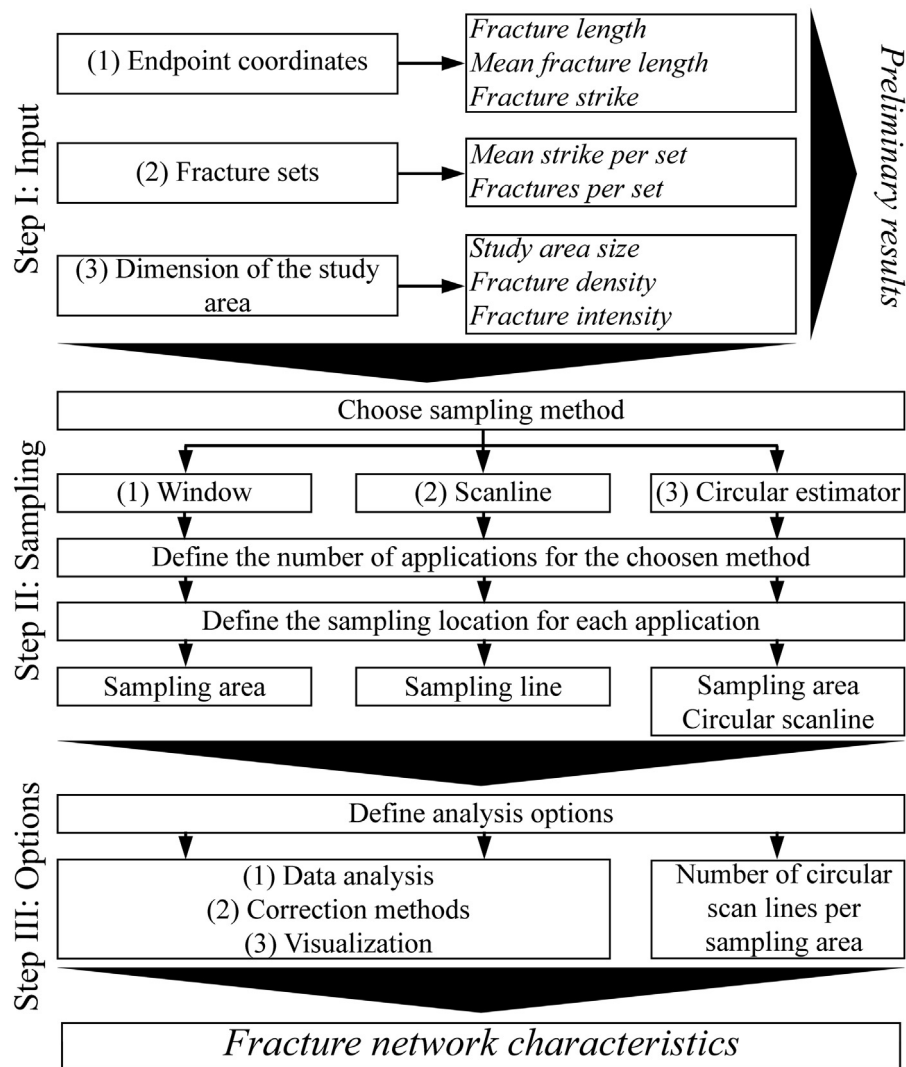 Step I: Input
(1) Endpoint coordinates
Fracture length
Mean fracture length
Fracture strike
(2) Fracture sets
Mean strike per set
Fractures per set
(3) Dimension of the study
area
Study area size
Fracture density
Fracture intensity
Preliminary results
Step II: Sampling
Choose sampling method
(1) Window
(2) Scanline
(3) Circular estimator
Define the number of applications for the choosen method
Define the sampling location for each application
Sampling area
Sampling line
Sampling area
Circular scanline
Step III: Options
Define analysis options
(1) Data analysis
(2) Correction methods
(3) Visualization
Number of circular
scan lines per
sampling area
Fracture network characteristics